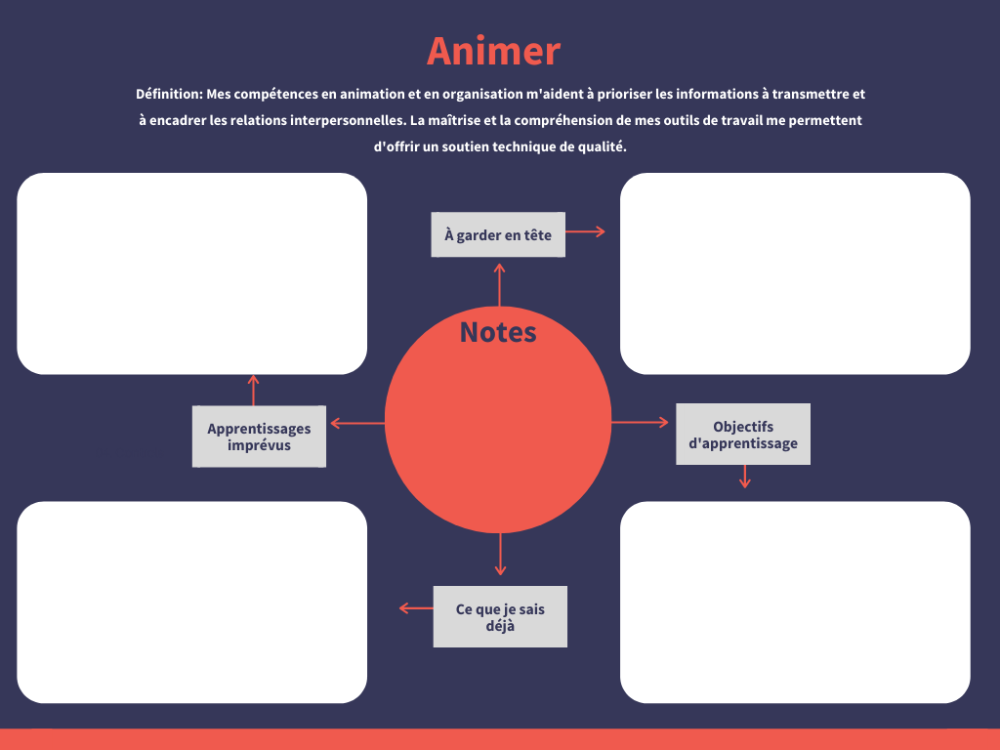 Animer
Définition: Mes compétences en animation et en organisation m'aident à prioriser les informations à transmettre et
à encadrer les relations interpersonnelles. La maîtrise et la compréhension de mes outils de travail me permettent
d'offrir un soutien technique de qualité.
À garder en tête
Notes
Apprentissages
imprévus
Objectifs
d'apprentissage
Ce que je sais
déjà